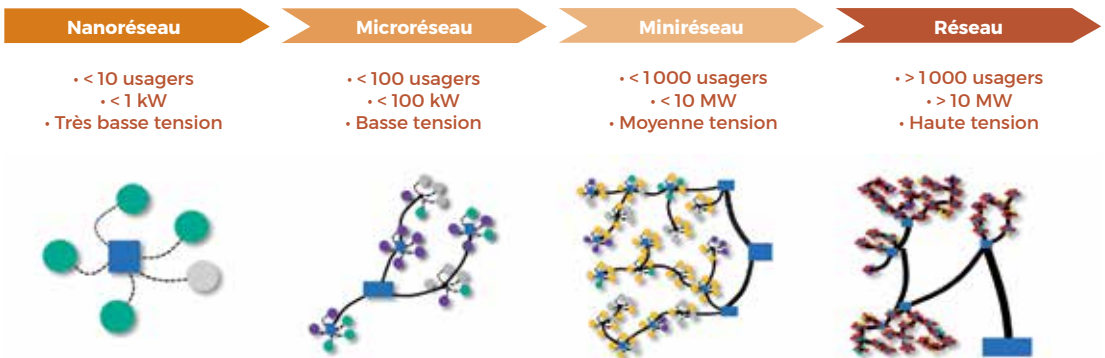 Nanoréseau
Microréseau
Miniréseau
Réseau
• < 10 usagers
• < 1 kW
• Très basse tension
• < 100 usagers
• < 100 kW
• Basse tension
• < 1 000 usagers
• < 10 MW
• Moyenne tension
• > 1 000 usagers
• > 10 MW
• Haute tension